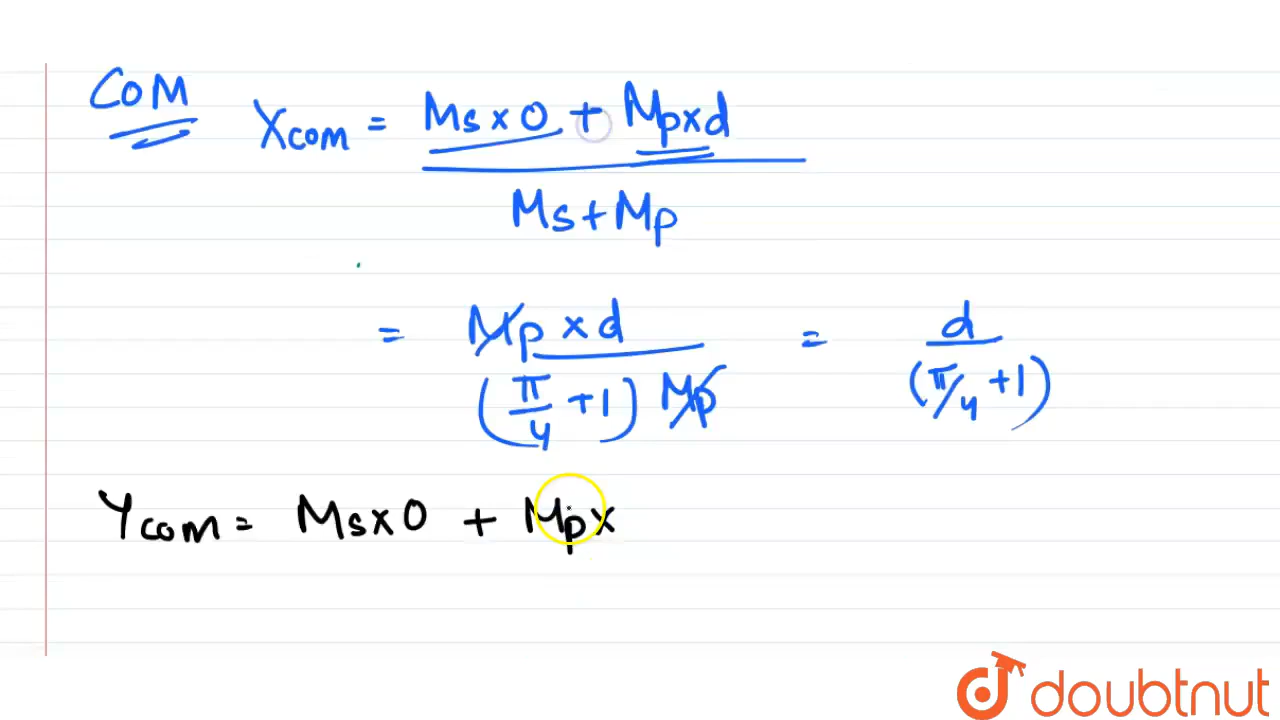 COM
Xcom = Ms x 0 + Mp x d
Ms + Mp
= Mp x d = d
(π/4 + 1) Mp (π/4 + 1)
Ycom = Ms x 0 + Mp x
doubtnut